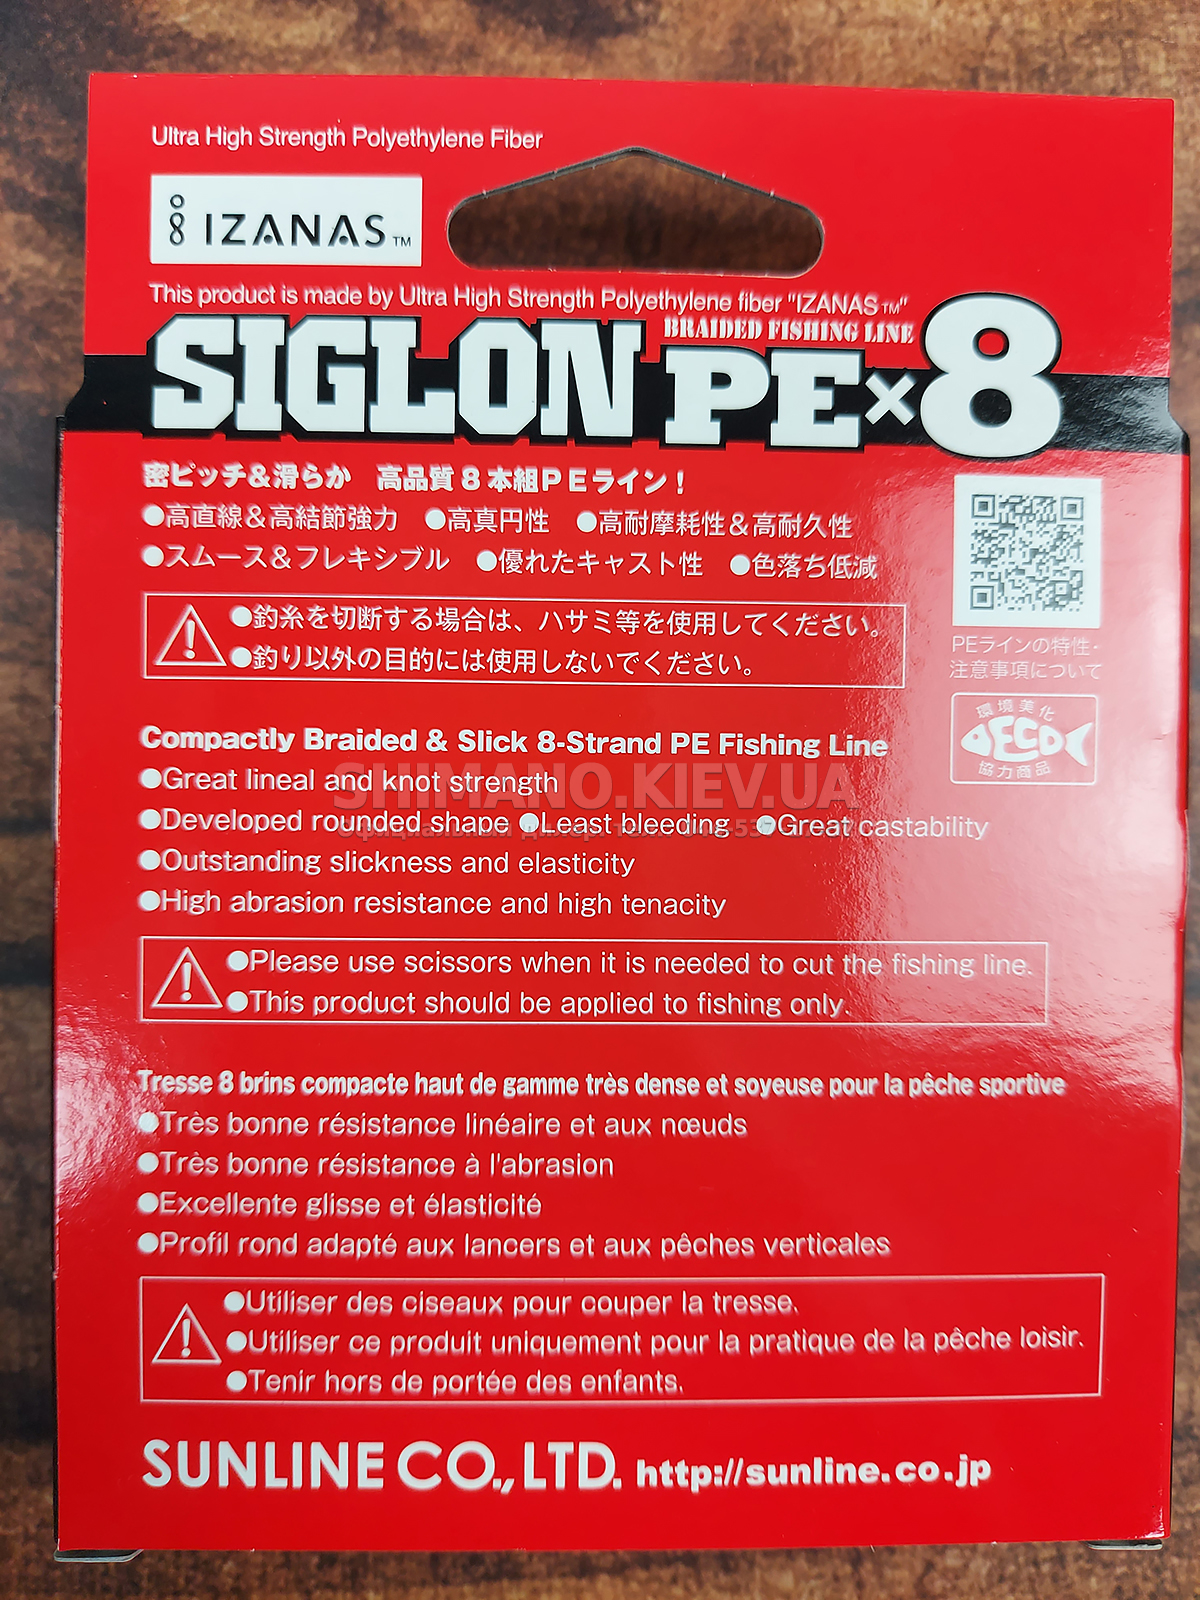 Ultra High Strength Polyethylene Fiber
IZANAS™
This product is made by Ultra High Strength Polyethylene fiber "IZANAS™"
BRAIDED FISHING LINE
SIGLON PE×8
密ピッチ&滑らか 高品質8本組PEライン!
●高直線&高結節強力 ●高真円性 ●高耐摩耗性&高耐久性
●スムース&フレキシブル ●優れたキャスト性 ●色落ち低減
●釣糸を切断する場合は、ハサミ等を使用してください。
●釣り以外の目的には使用しないでください。
PEラインの特性・
注意事項について
環境美化
ECO
協力商品
Compactly Braided & Slick 8-Strand PE Fishing Line
●Great lineal and knot strength
SHIMANO.KIEV.UA
●Developed rounded shape ●Least bleeding ●Great castability
Официальный дилер
●Outstanding slickness and elasticity
●High abrasion resistance and high tenacity
●Please use scissors when it is needed to cut the fishing line.
●This product should be applied to fishing only.
Tresse 8 brins compacte haut de gamme très dense et soyeuse pour la pêche sportive
●Très bonne résistance linéaire et aux nœuds
●Très bonne résistance à l'abrasion
●Excellente glisse et élasticité
●Profil rond adapté aux lancers et aux pêches verticales
●Utiliser des ciseaux pour couper la tresse.
●Utiliser ce produit uniquement pour la pratique de la pêche loisir.
●Tenir hors de portée des enfants.
SUNLINE CO., LTD. http://sunline.co.jp